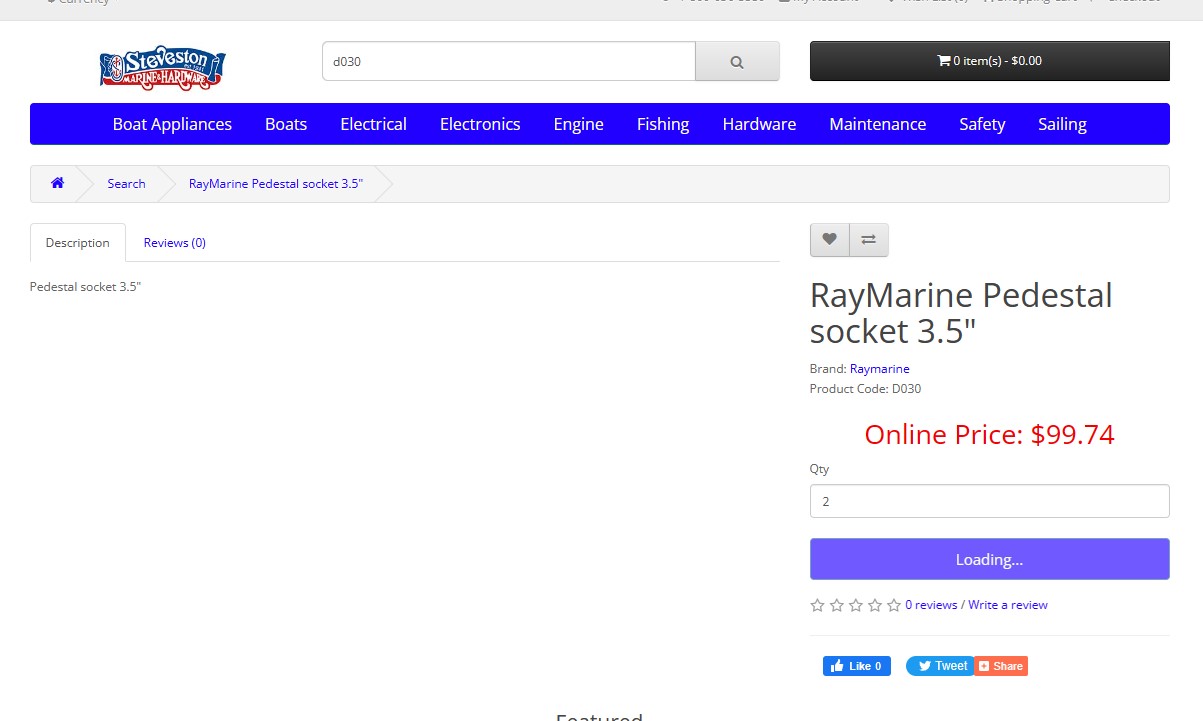 Currency
My Account
Wish List (0)
Shopping Cart
Checkout
Steveston
MARINE & HARDWARE
d030
0 item(s) - $0.00
Boat Appliances Boats Electrical Electronics Engine Fishing Hardware Maintenance Safety Sailing
Search RayMarine Pedestal socket 3.5"
Description Reviews (0)
Pedestal socket 3.5"
RayMarine Pedestal
socket 3.5"
Brand: Raymarine
Product Code: D030
Online Price: $99.74
Qty
2
Loading...
0 reviews / Write a review
Like 0 Tweet Share
Featured